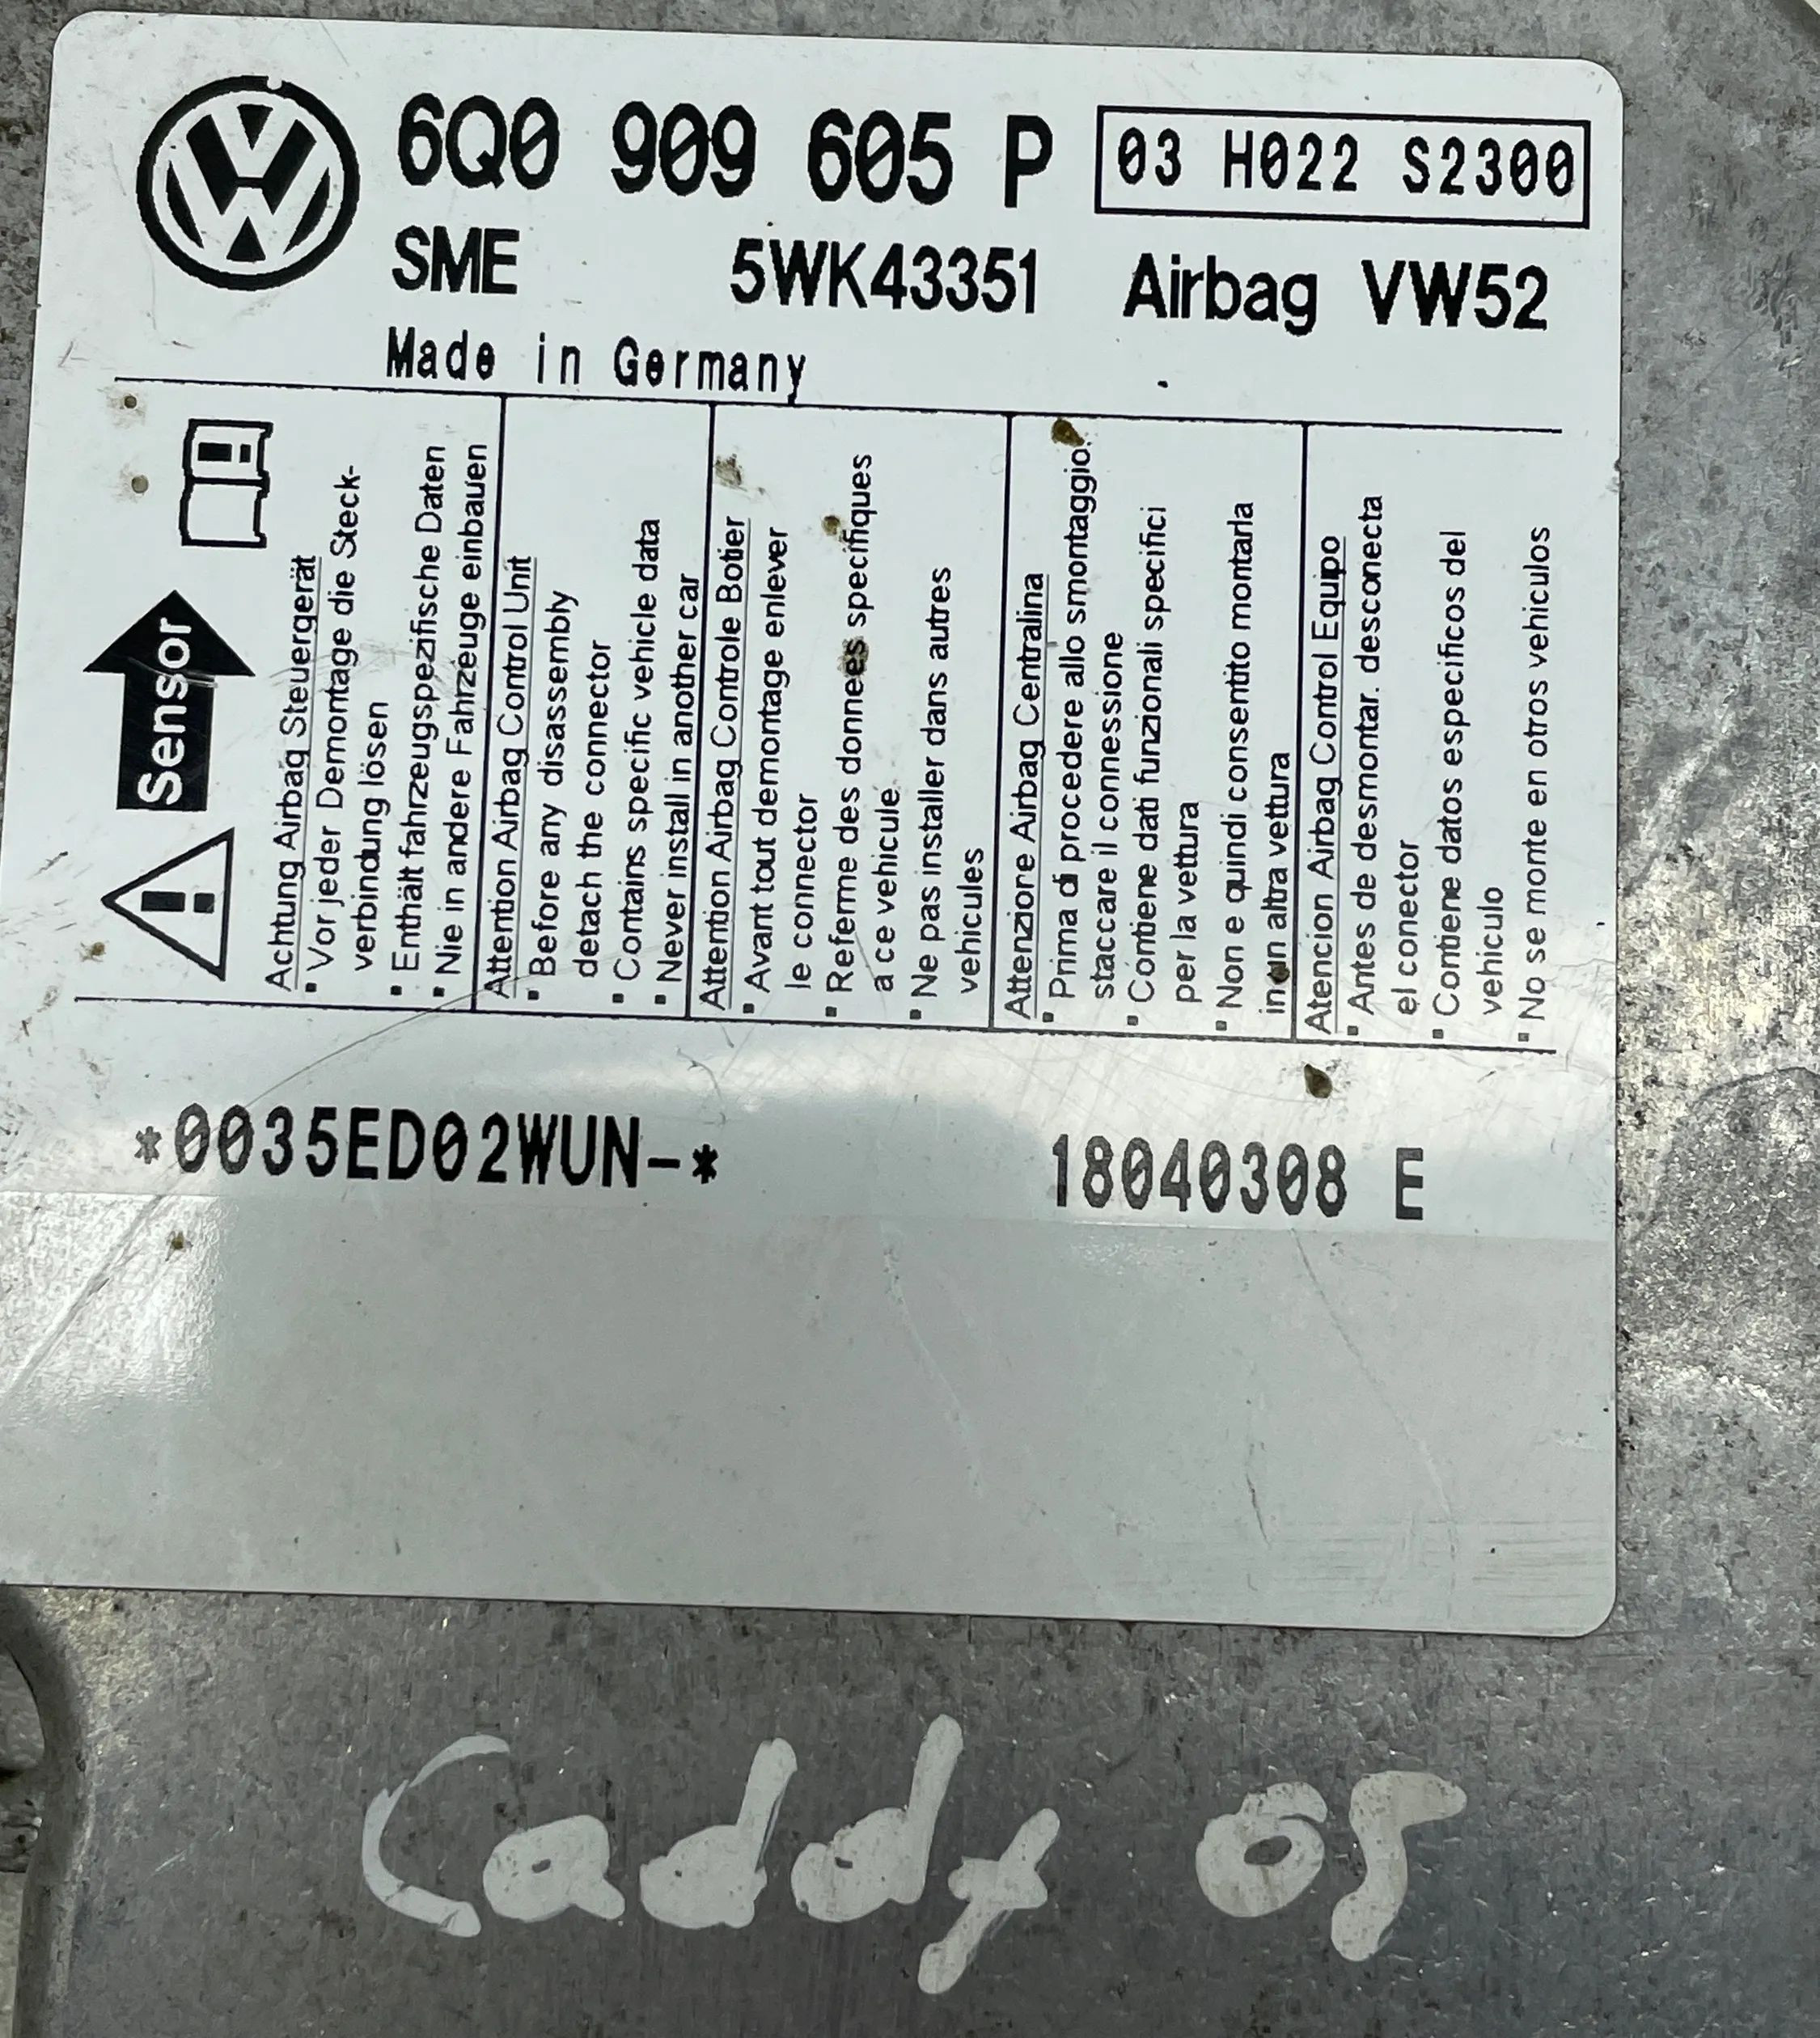 6Q0 909 605 P
03 H022 S2300
SME 5WK43351 Airbag VW52
Made in Germany
Sensor
Achtung Airbag Steuergerät
▪ Vor jeder Demontage die Steck-
verbindung lösen
▪ Enthält fahrzeugspezifische Daten
▪ Nie in andere Fahrzeuge einbauen
Attention Airbag Control Unit
▪ Before any disassembly
detach the connector
▪ Contains specific vehicle data
▪ Never install in another car
Attention Airbag Controle Botier
▪ Avant tout demontage enlever
le connector
▪ Referme des donnees specifiques
a ce vehicule
▪ Ne pas installer dans autres
vehicules
Attenzione Airbag Centralina
▪ Prima di procedere allo smontaggio.
staccare il connessione
▪ Contiene dati funzionali specifici
per la vettura
▪ Non e quindi consentito montarla
in un altra vettura
Atencion Airbag Control Equipo
▪ Antes de desmontar. desconecta
el conector
▪ Contiene datos especificos del
vehiculo
▪ No se monte en otros vehiculos
*0035ED02WUN-* 18040308 E
Caddy 05